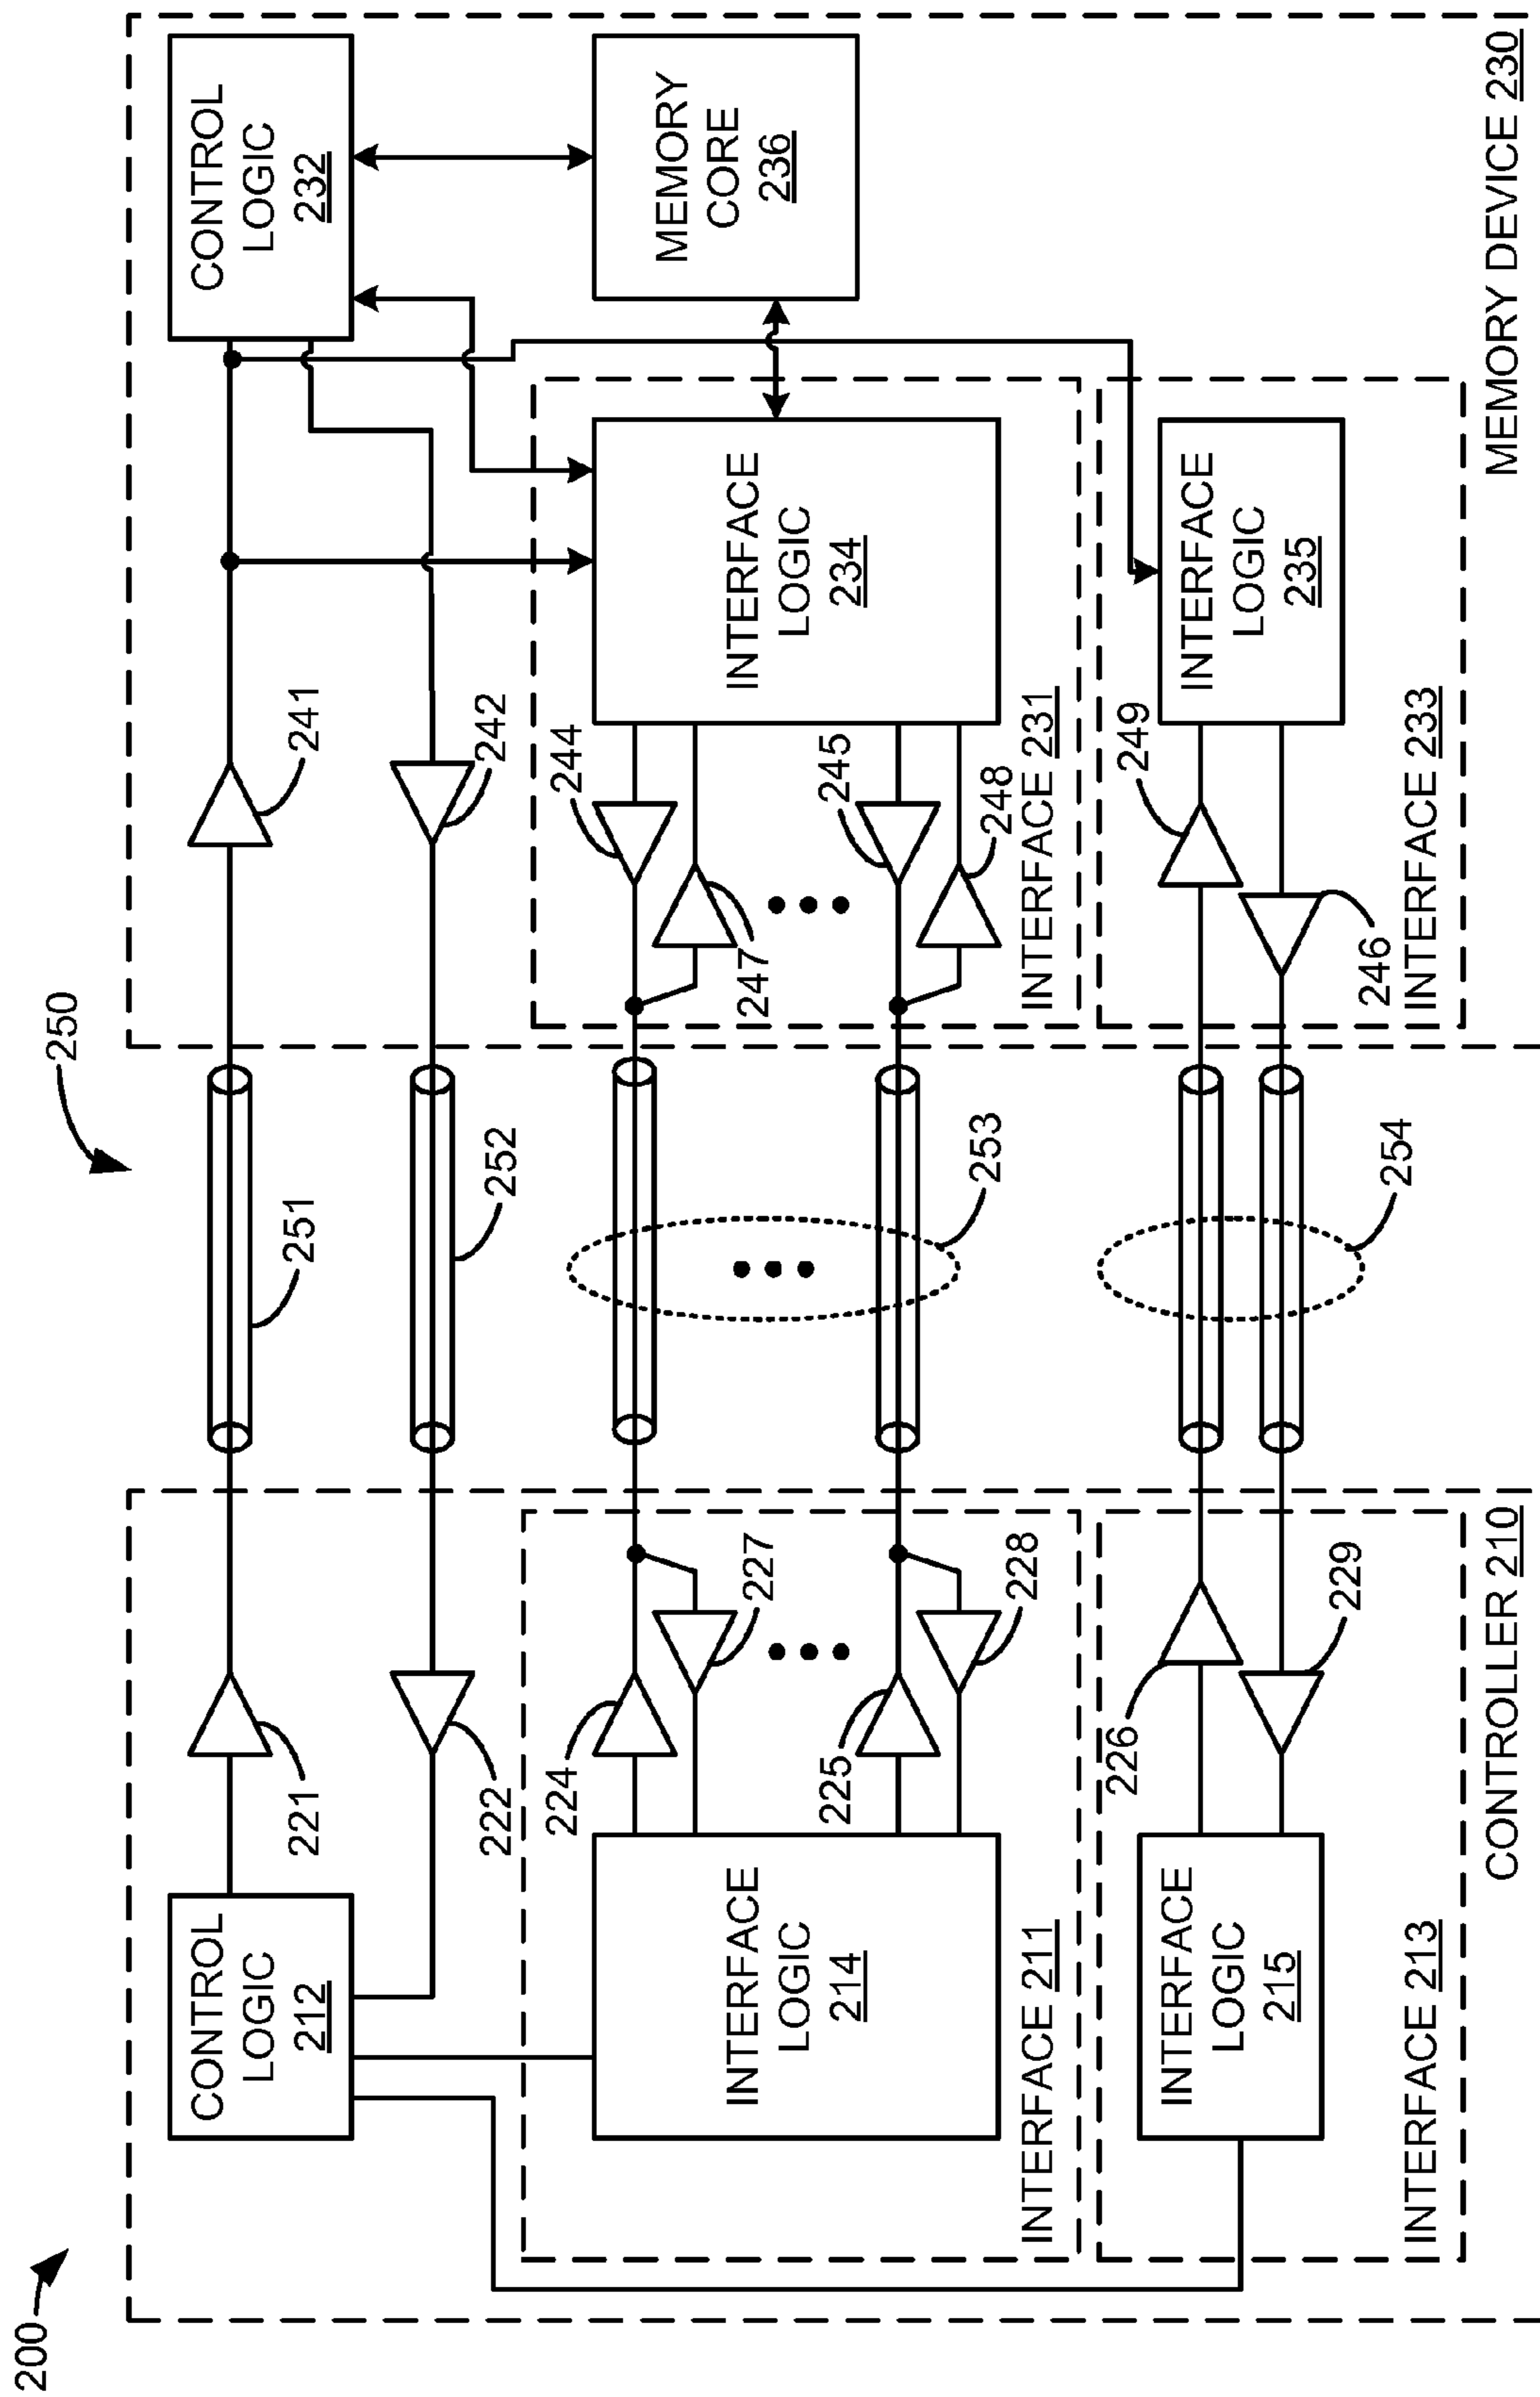 200
250
CONTROL
LOGIC
212
221
222
251
252
241
242
CONTROL
LOGIC
232
INTERFACE
LOGIC
214
224
227
225
228
INTERFACE 211
253
244
247
245
248
INTERFACE
LOGIC
234
INTERFACE 231
MEMORY
CORE
236
INTERFACE
LOGIC
215
226
229
INTERFACE 213
254
249
246
INTERFACE
LOGIC
235
INTERFACE 233
CONTROLLER 210
MEMORY DEVICE 230